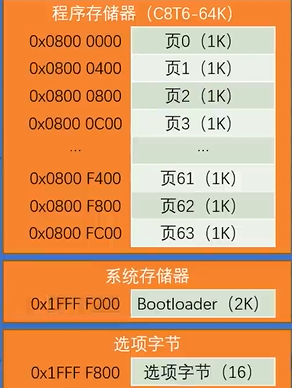 程序存储器（C8T6-64K）
0x0800 0000 页0（1K）
0x0800 0400 页1（1K）
0x0800 0800 页2（1K）
0x0800 0C00 页3（1K）
... ...
0x0800 F400 页61（1K）
0x0800 F800 页62（1K）
0x0800 FC00 页63（1K）
系统存储器
0x1FFF F000 Bootloader（2K）
选项字节
0x1FFF F800 选项字节（16）